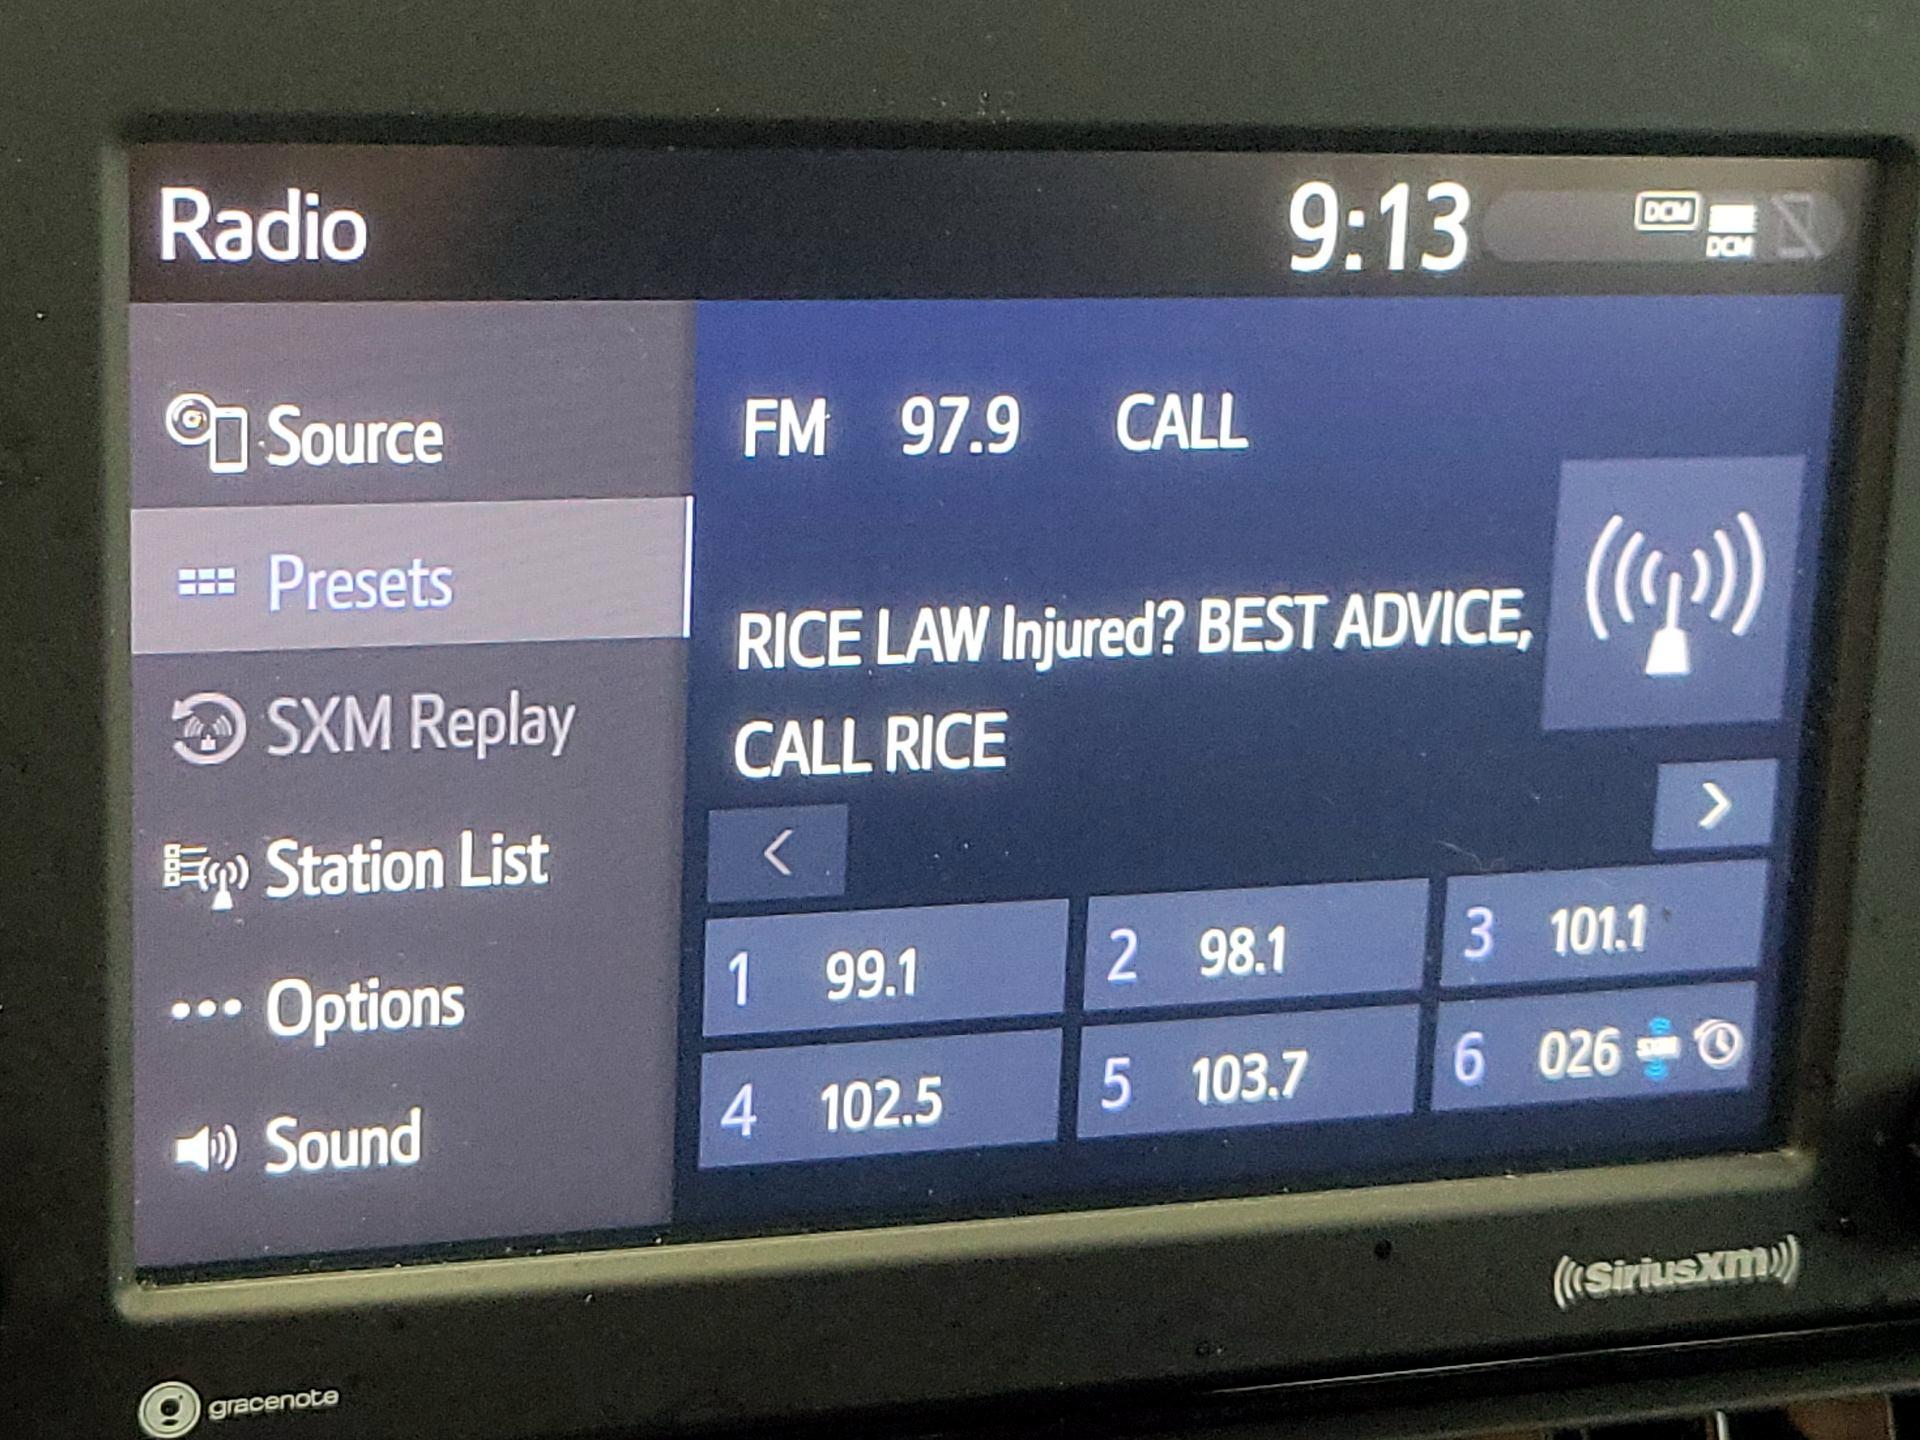 Radio
9:13
DCM
DCM
Source
Presets
SXM Replay
Station List
Options
Sound
FM 97.9 CALL
RICE LAW Injured? BEST ADVICE,
CALL RICE
<
>
1 99.1
2 98.1
3 101.1
4 102.5
5 103.7
6 026 SXM
((SiriusXM))
gracenote